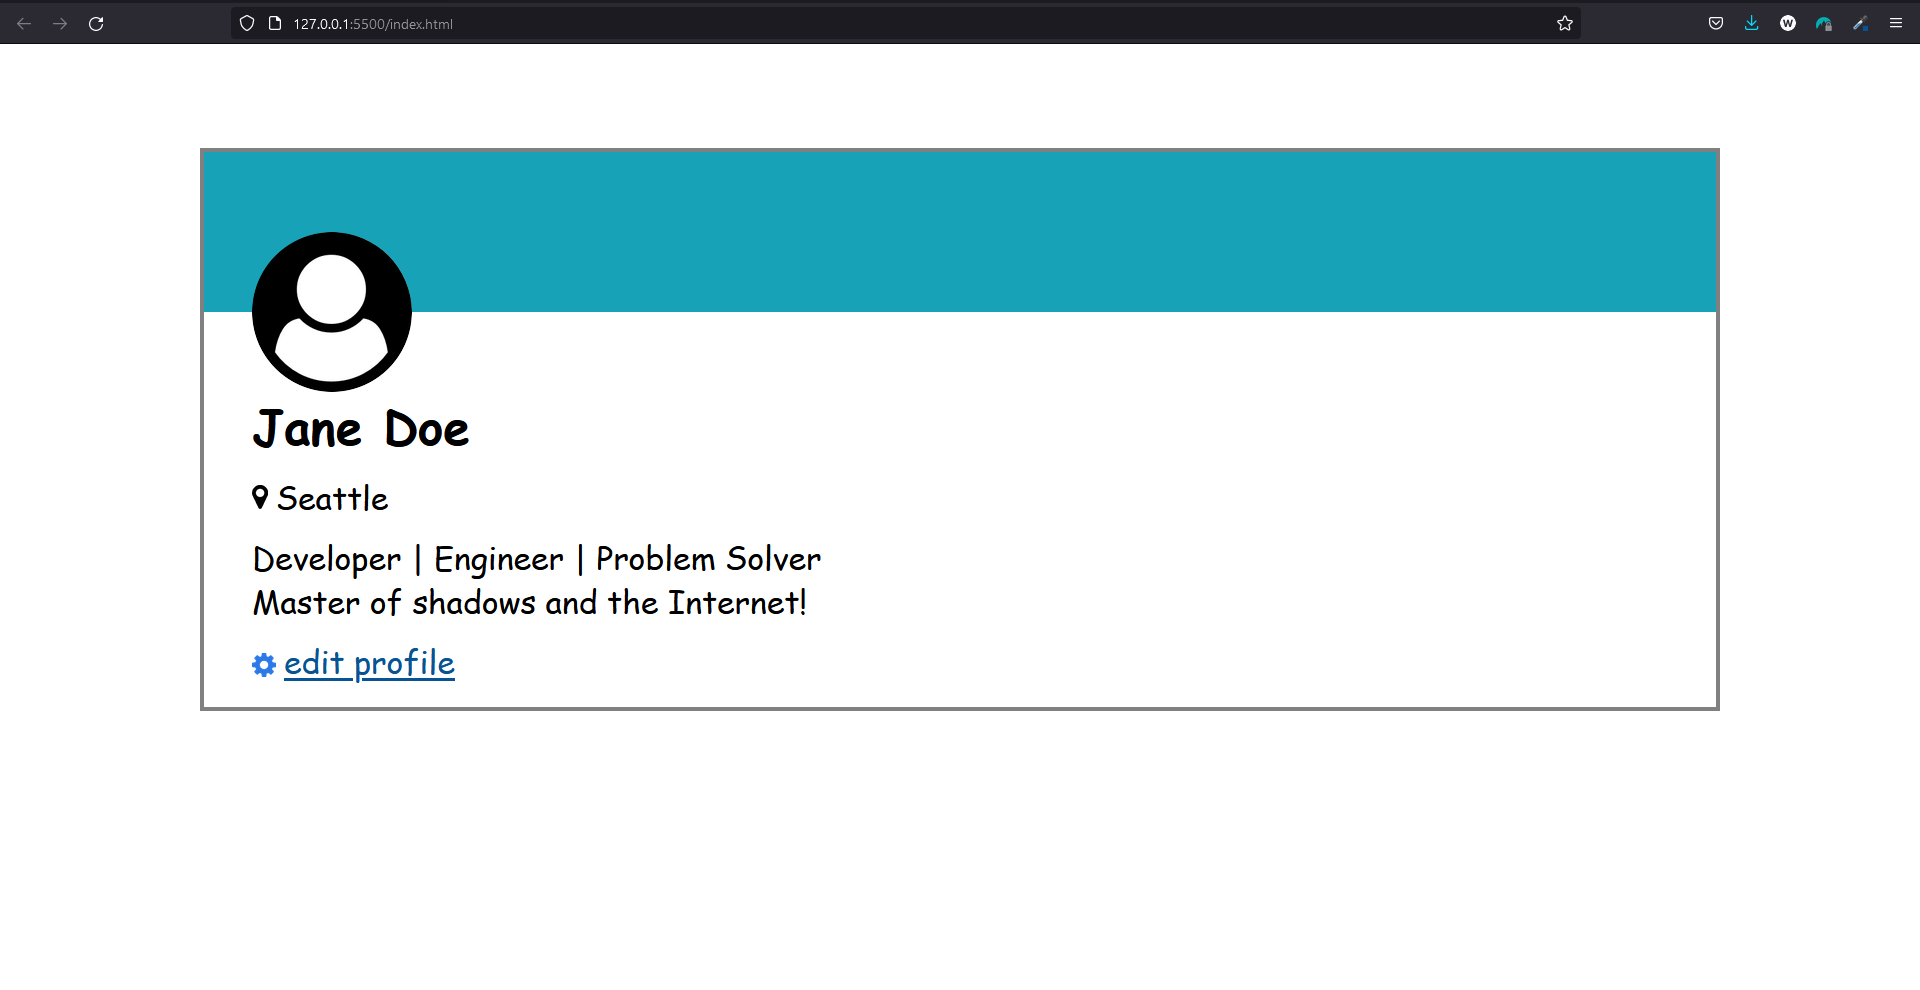 127.0.0.1:5500/index.html
W
Jane Doe
Seattle
Developer | Engineer | Problem Solver
Master of shadows and the Internet!
edit profile